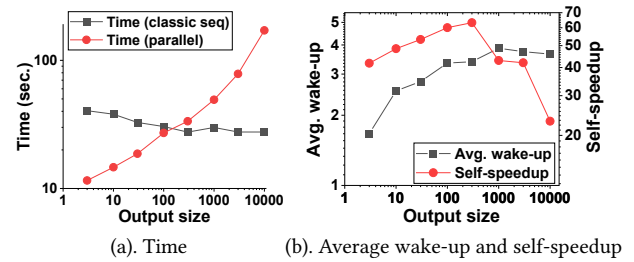 Time (classic seq)
Time (parallel)
Time (sec.)
100
10
1 10 100 1000 10000
Output size
(a). Time
Avg. wake-up
5
4
3
2
1
Self-speedup
70
60
50
40
30
20
Avg. wake-up
Self-speedup
1 10 100 1000 10000
Output size
(b). Average wake-up and self-speedup